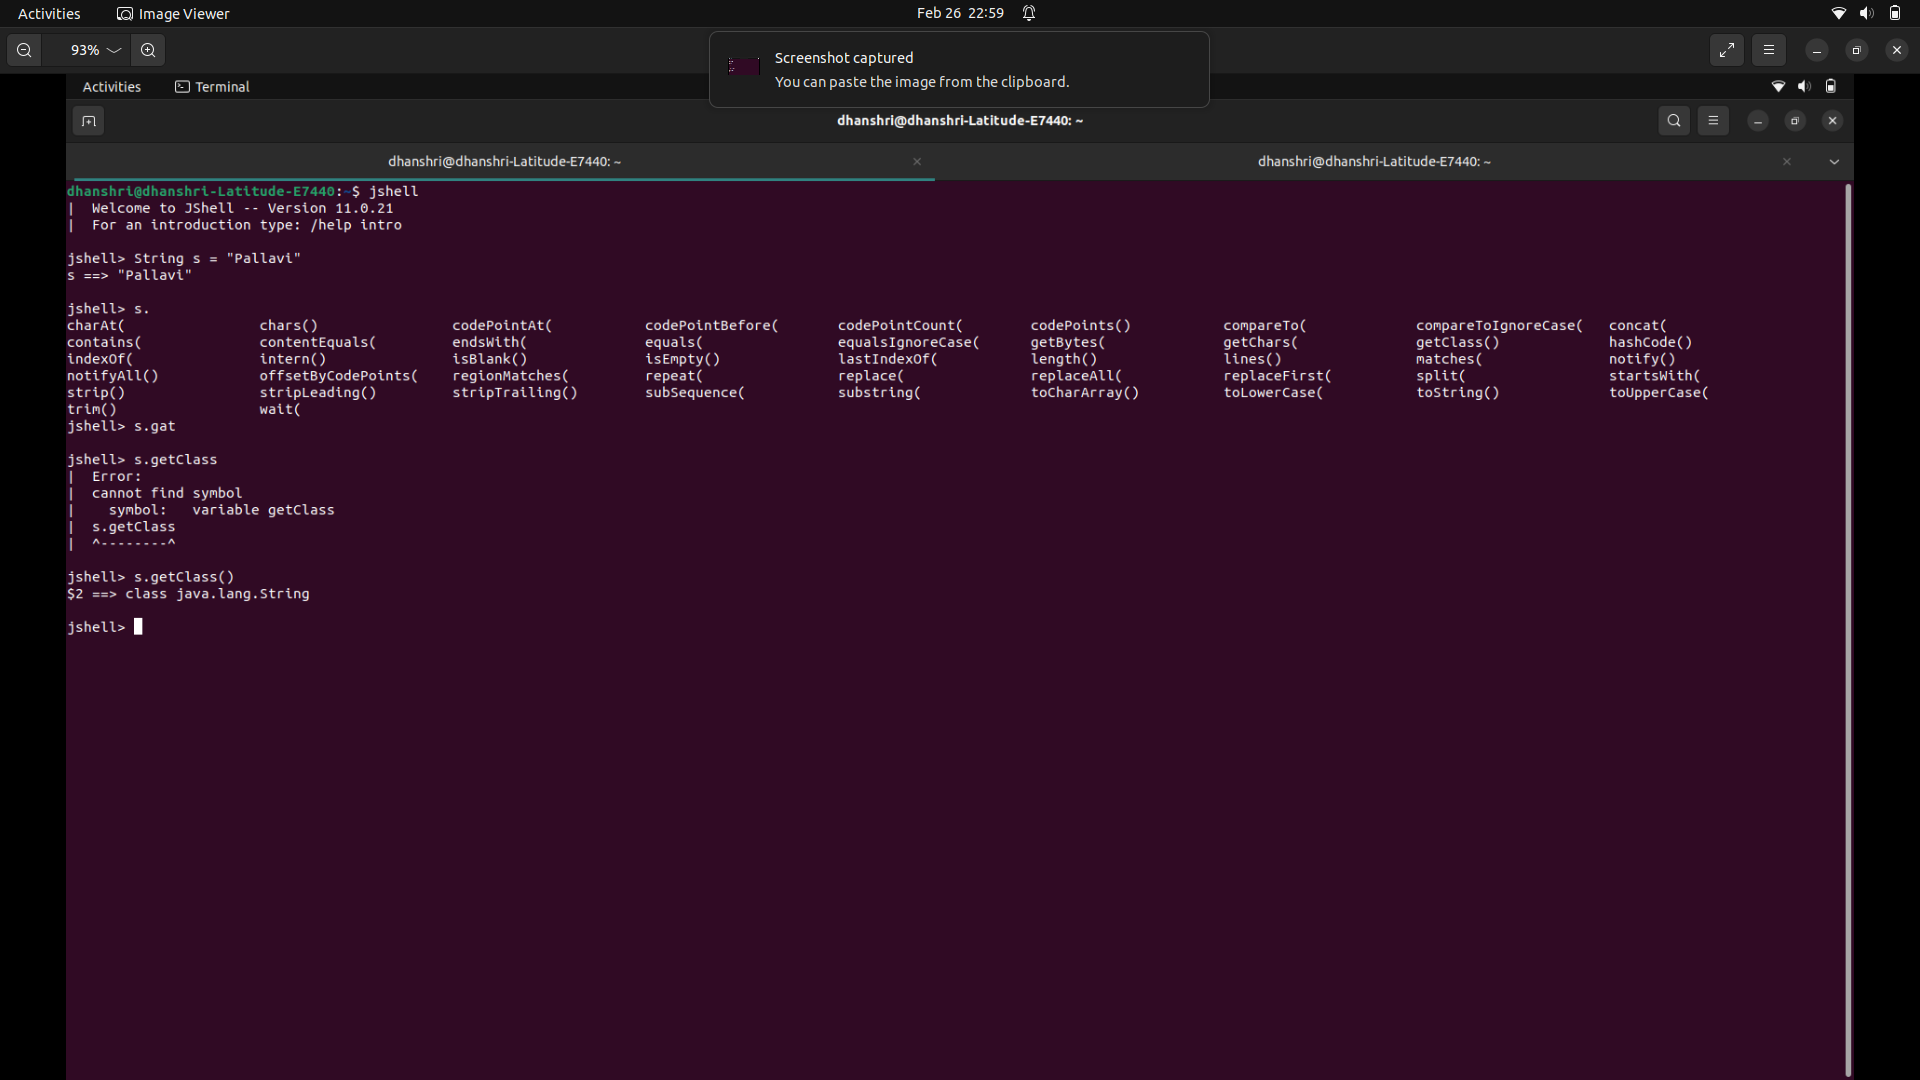 Activities Image Viewer Feb 26 22:59
93%
Screenshot captured
You can paste the image from the clipboard.
Activities Terminal
dhanshri@dhanshri-Latitude-E7440: ~
dhanshri@dhanshri-Latitude-E7440: ~ dhanshri@dhanshri-Latitude-E7440: ~
dhanshri@dhanshri-Latitude-E7440:~$ jshell
|  Welcome to JShell -- Version 11.0.21
|  For an introduction type: /help intro
jshell> String s = "Pallavi"
s ==> "Pallavi"
jshell> s.
charAt( chars() codePointAt( codePointBefore( codePointCount( codePoints() compareTo( compareToIgnoreCase( concat(
contains( contentEquals( endsWith( equals( equalsIgnoreCase( getBytes( getChars( getClass() hashCode()
indexOf( intern() isBlank() isEmpty() lastIndexOf( length() lines() matches( notify()
notifyAll() offsetByCodePoints( regionMatches( repeat( replace( replaceAll( replaceFirst( split( startsWith(
strip() stripLeading() stripTrailing() subSequence( substring( toCharArray() toLowerCase( toString() toUpperCase(
trim() wait(
jshell> s.gat
jshell> s.getClass
|  Error:
|  cannot find symbol
|    symbol:   variable getClass
|  s.getClass
|  ^--------^
jshell> s.getClass()
$2 ==> class java.lang.String
jshell>